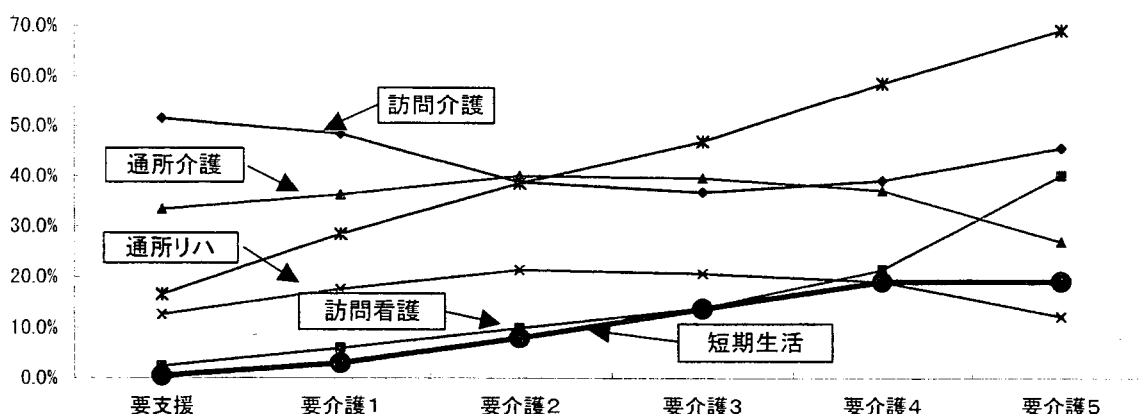 70.0%
60.0%
50.0%
40.0%
30.0%
20.0%
10.0%
0.0%
訪問介護
通所介護
通所リハ
訪問看護
短期生活
要支援 要介護1 要介護2 要介護3 要介護4 要介護5